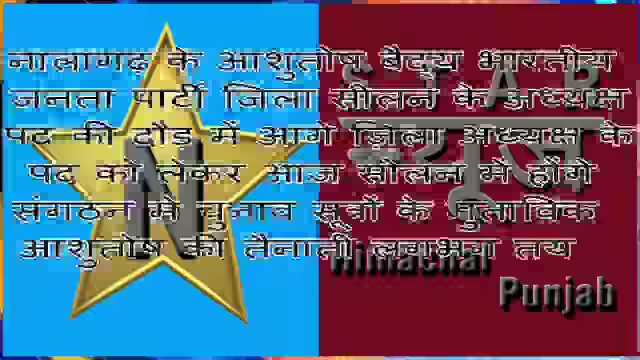 नालागढ़ के आशुतोष वैद्य भारतीय
जनता पार्टी ज़िला सोलन के अध्यक्ष
पद की दौड़ में आगे ज़िला अध्यक्ष के
पद को लेकर आज सोलन में होंगे
संगठन में चुनाव सूत्रों के मुताबिक
आशुतोष की तैनाती लगभग तय
STAR
न्यूज़
N
Himachal
Punjab